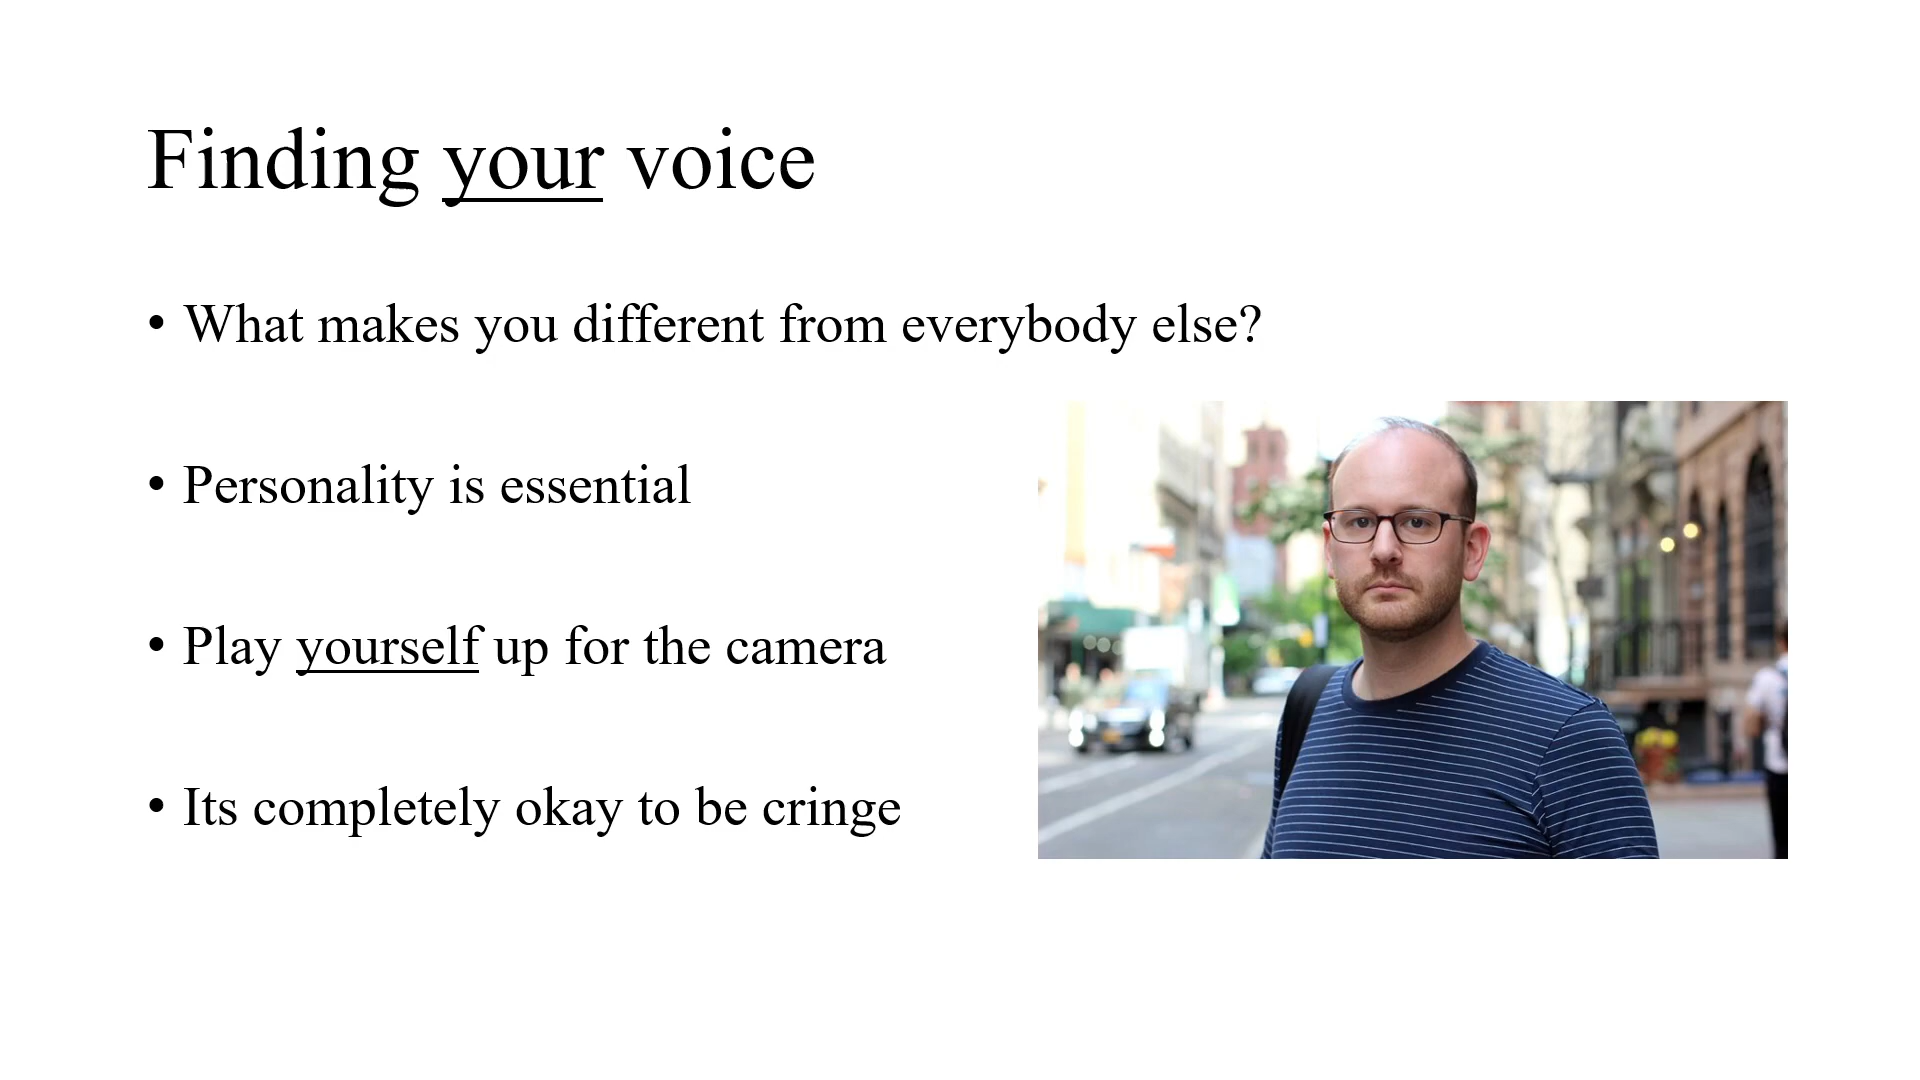 Finding your voice
• What makes you different from everybody else?
• Personality is essential
• Play yourself up for the camera
• Its completely okay to be cringe